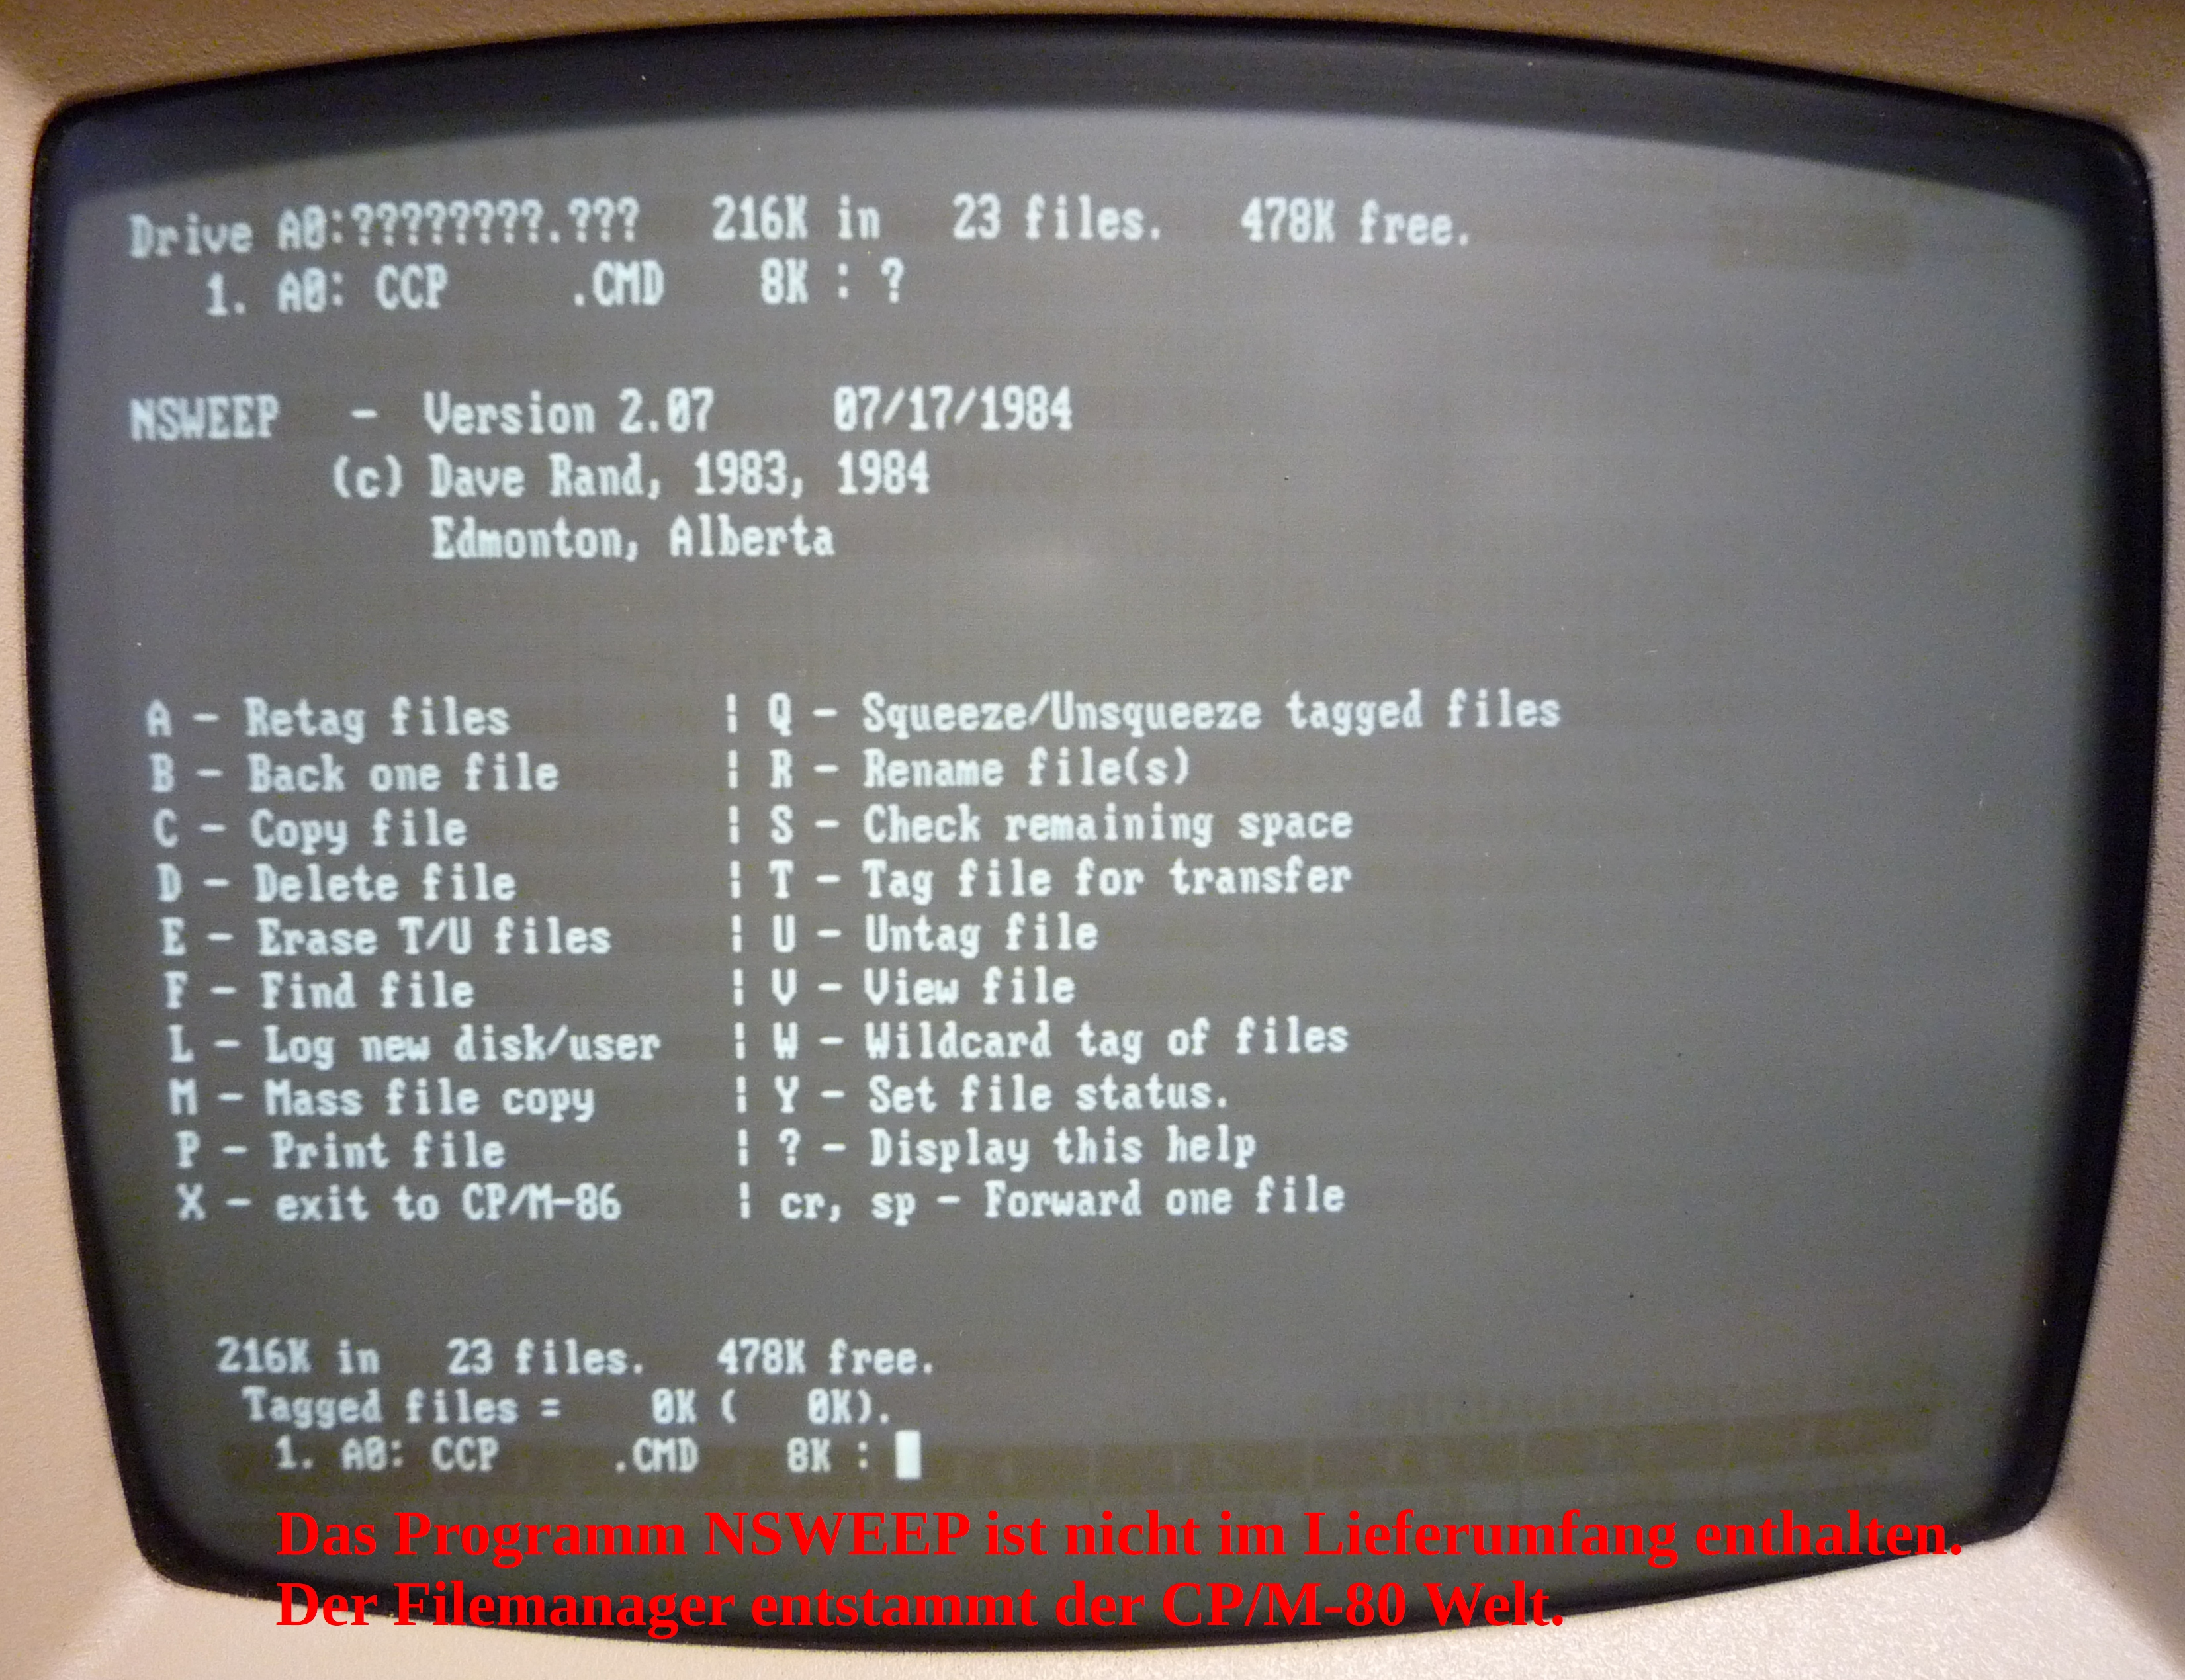 Drive A0:????????.???   216K in   23 files.   478K free.
   1. A0: CCP     .CMD    8K : ?
NSWEEP   -  Version 2.07     07/17/1984
(c) Dave Rand, 1983, 1984
Edmonton, Alberta
A - Retag files | Q - Squeeze/Unsqueeze tagged files
B - Back one file | R - Rename file(s)
C - Copy file | S - Check remaining space
D - Delete file | T - Tag file for transfer
E - Erase T/U files | U - Untag file
F - Find file | V - View file
L - Log new disk/user | W - Wildcard tag of files
M - Mass file copy | Y - Set file status.
P - Print file | ? - Display this help
X - exit to CP/M-86 | cr, sp - Forward one file
216K in   23 files.   478K free.
Tagged files =    0K (   0K).
1. A0: CCP     .CMD    8K :
Das Programm NSWEEP ist nicht im Lieferumfang enthalten.
Der Filemanager entstammt der CP/M-80 Welt.